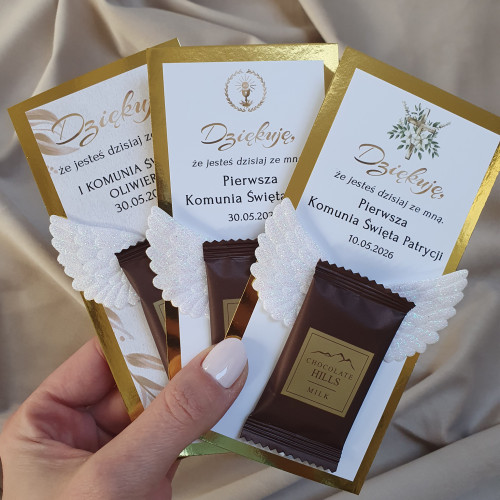 Dziękuję,
że jesteś dzisiaj ze
I KOMUNIA
OLIWIER
30.05.20
Dziękuję,
że jesteś dzisiaj ze mną.
Pierwsza
Komunia Święta
30.05.202
Dziękuję,
że jesteś dzisiaj ze mną.
Pierwsza
Komunia Święta Patrycji
10.05.2026
CHOCOLATE
HILLS
MILK